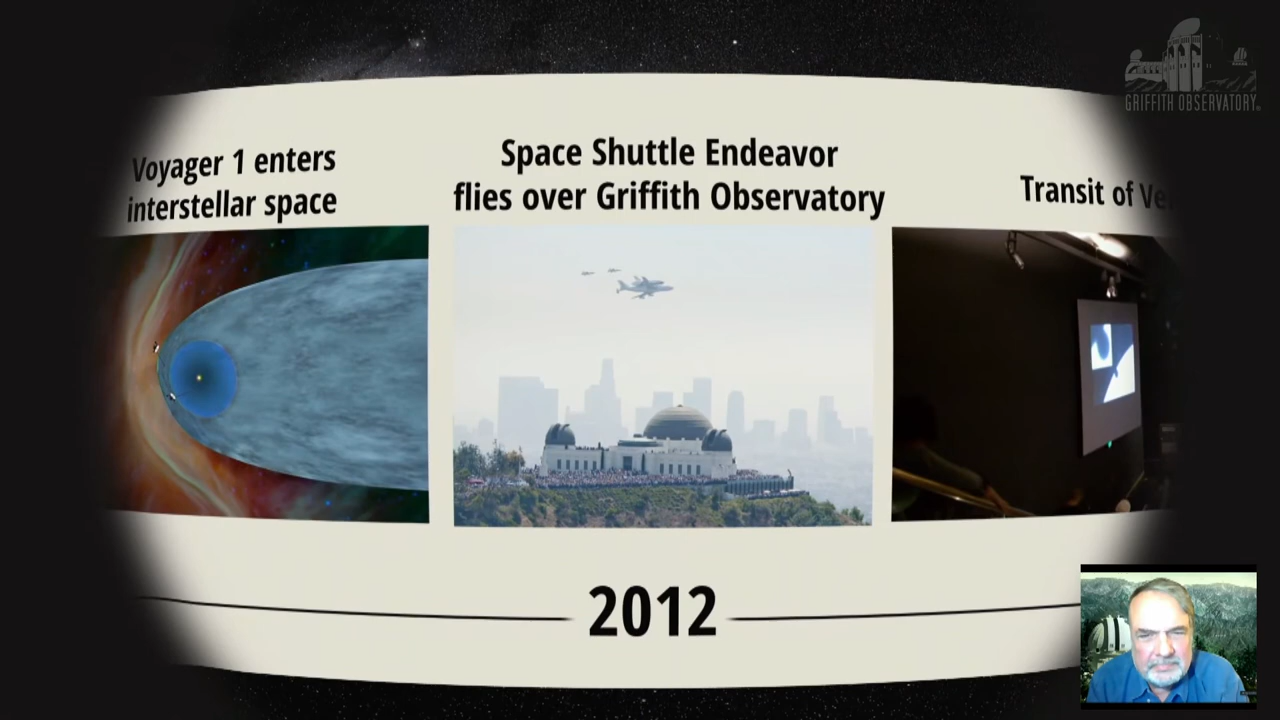 GRIFFITH OBSERVATORY
Voyager 1 enters
interstellar space
Space Shuttle Endeavor
flies over Griffith Observatory
Transit of
2012